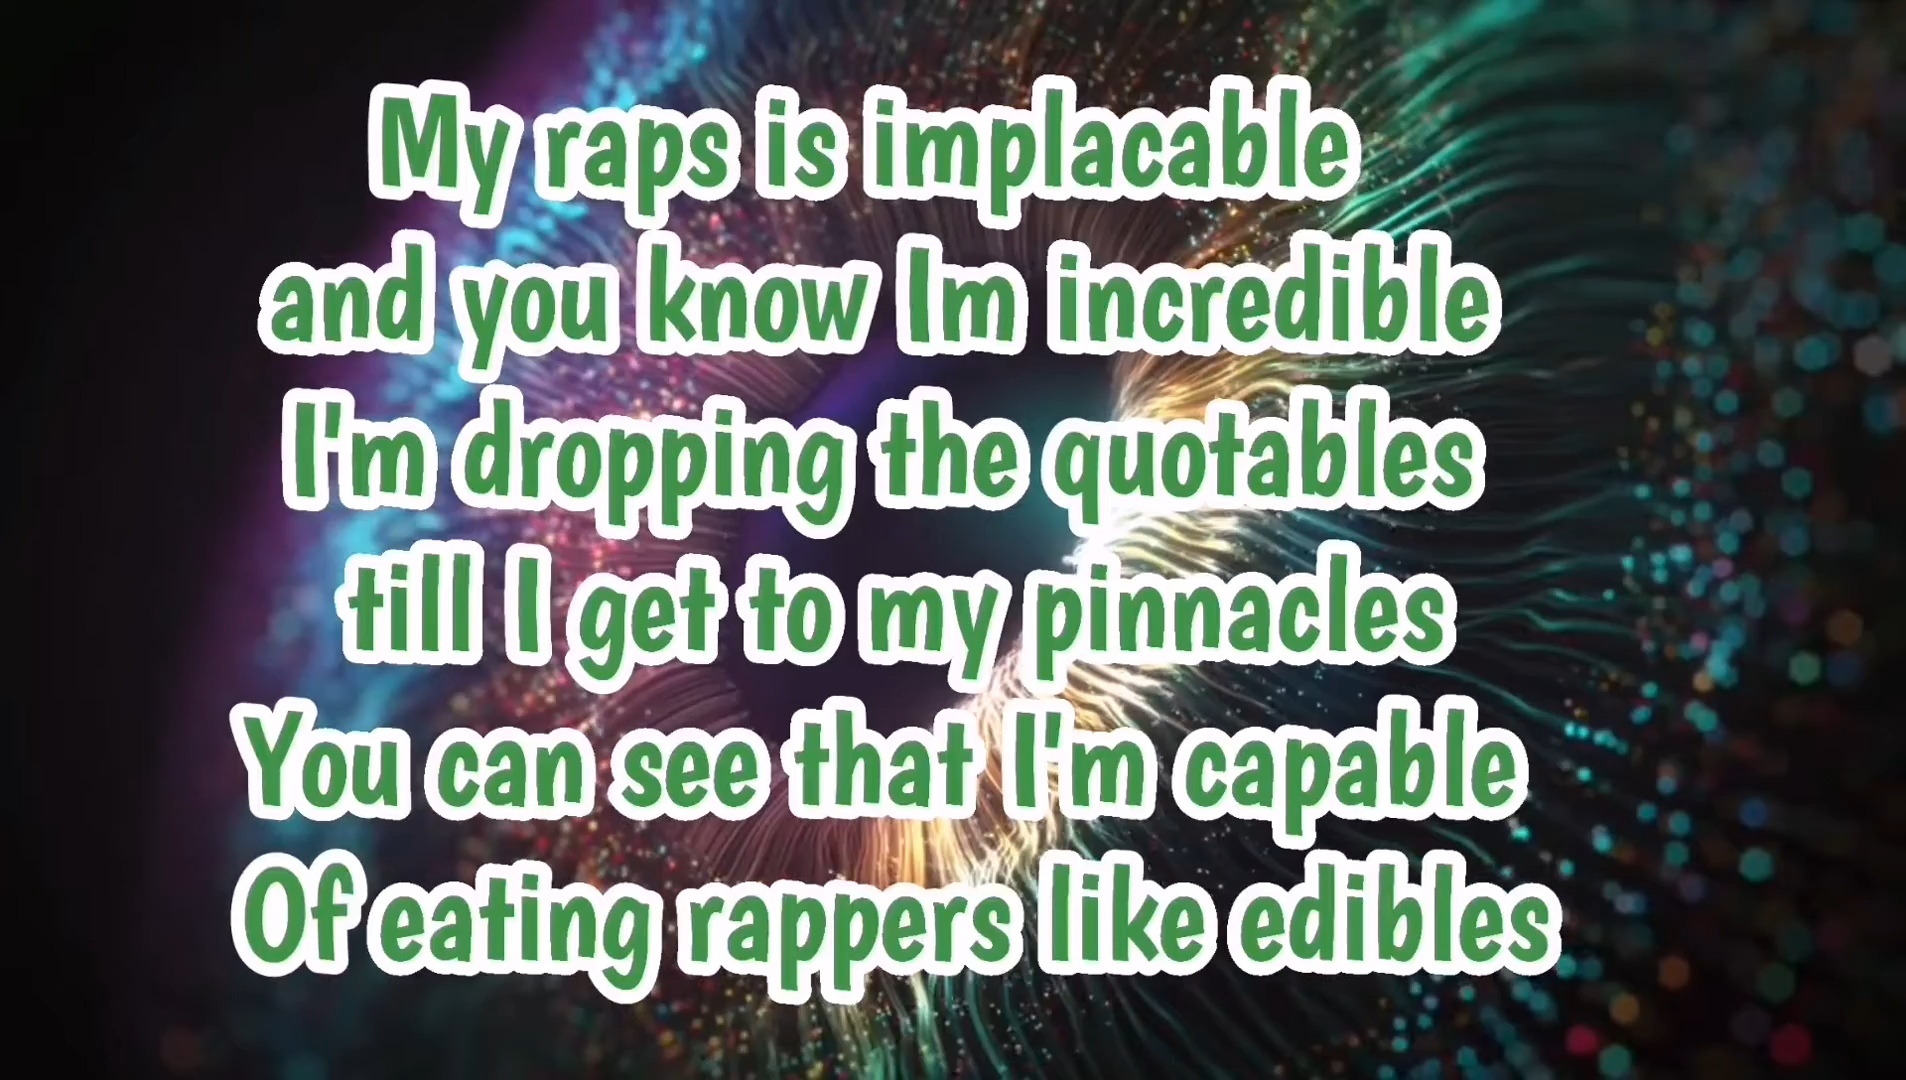 My raps is implacable
and you know Im incredible
I'm dropping the quotables
till I get to my pinnacles
You can see that I'm capable
Of eating rappers like edibles